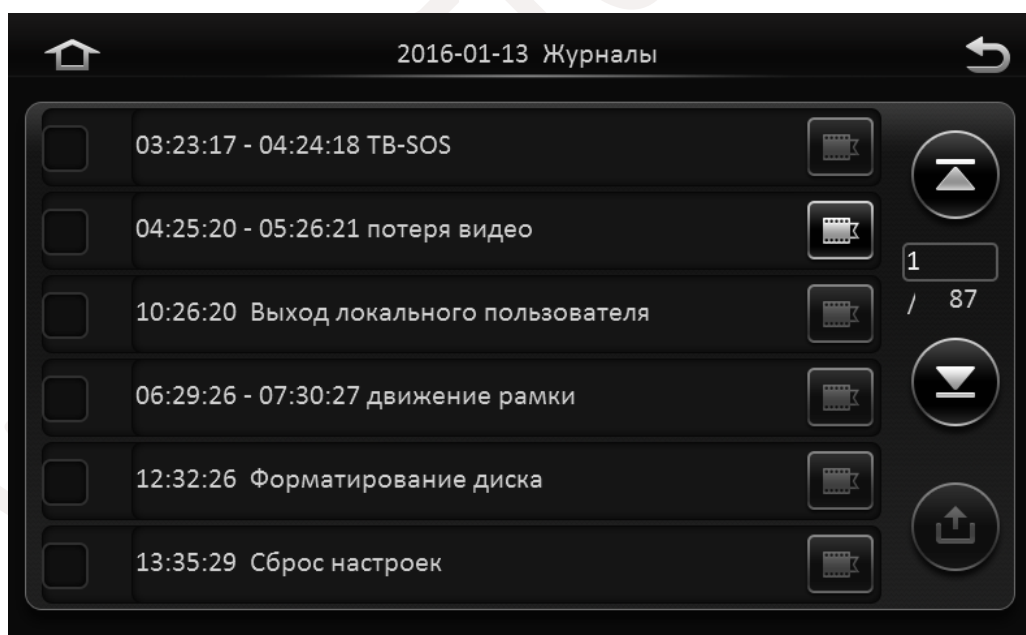 2016-01-13 Журналы
03:23:17 - 04:24:18 ТВ-SOS
04:25:20 - 05:26:21 потеря видео
1
10:26:20 Выход локального пользователя
/ 87
06:29:26 - 07:30:27 движение рамки
12:32:26 Форматирование диска
13:35:29 Сброс настроек